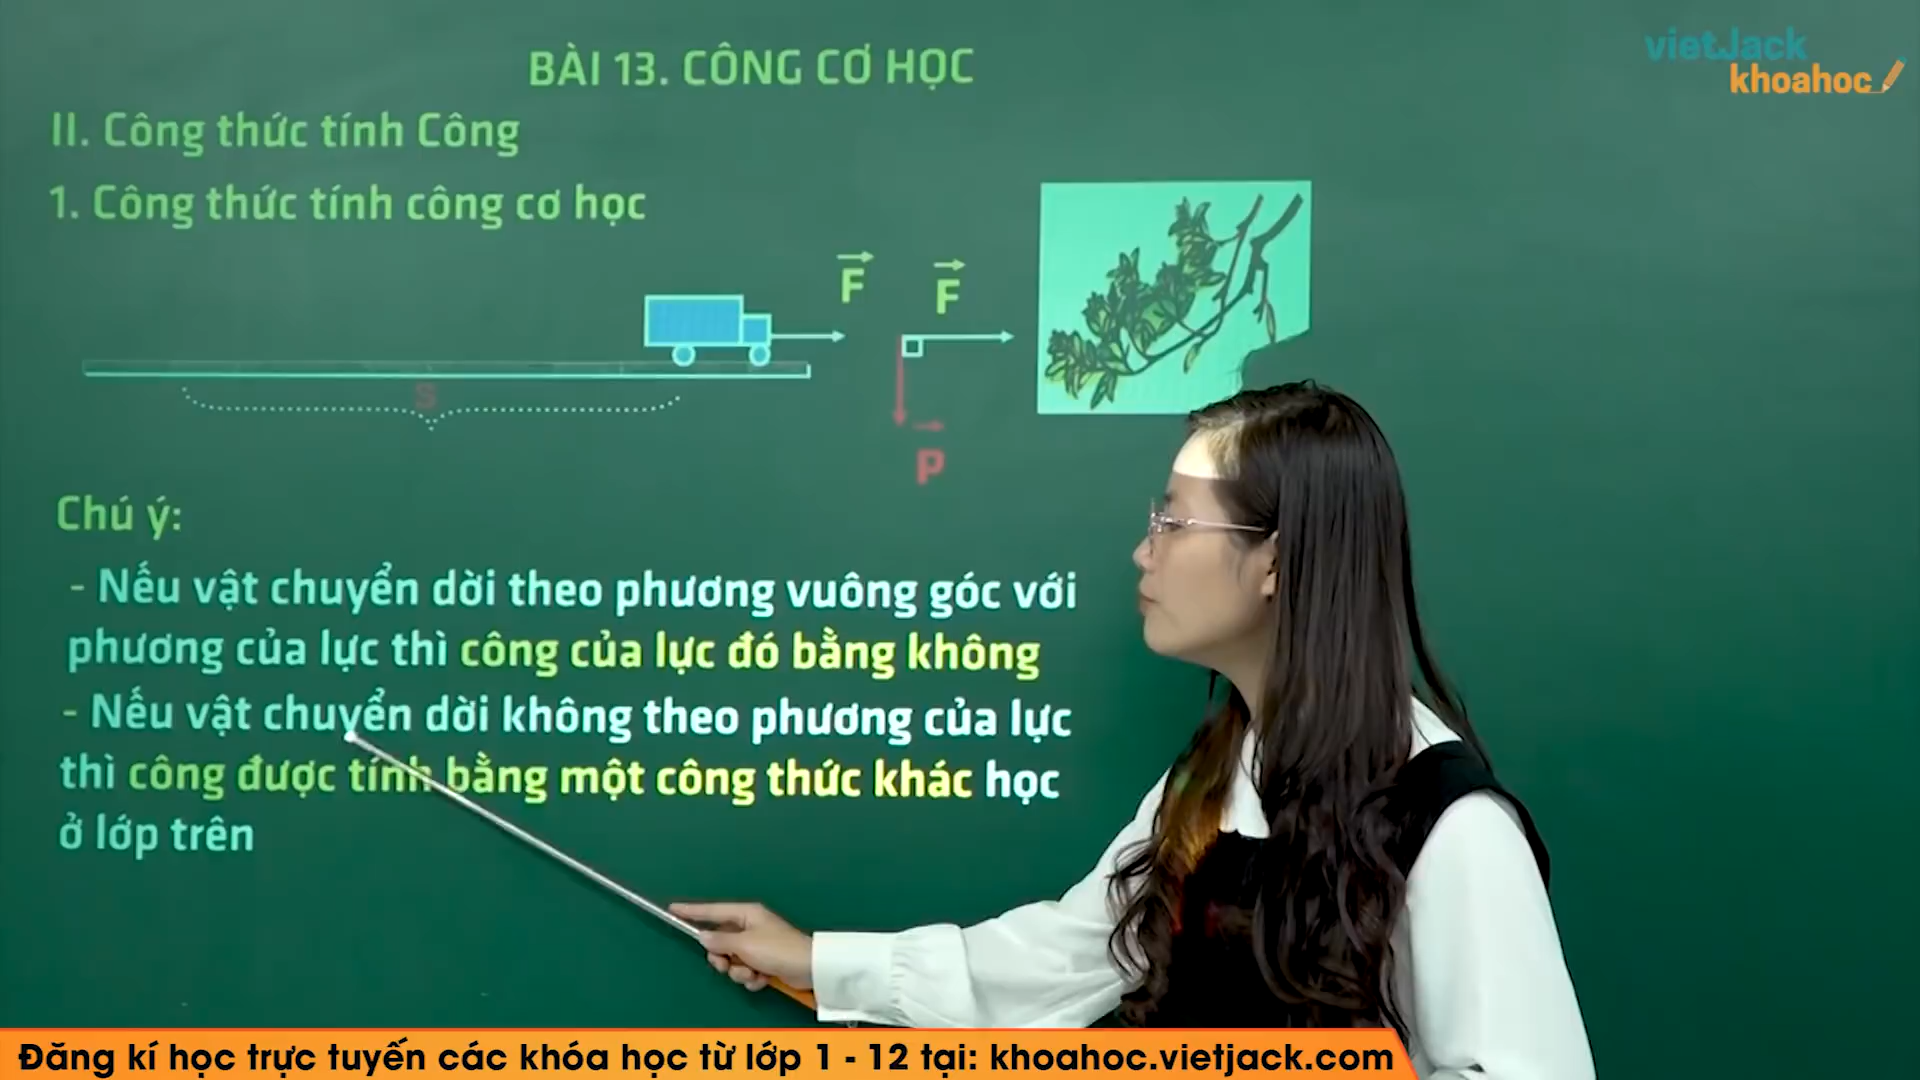 BÀI 13. CÔNG CƠ HỌC
vietJack
khoahoc
II. Công thức tính Công
1. Công thức tính công cơ học
F
F
S
P
Chú ý:
- Nếu vật chuyển dời theo phương vuông góc với
phương của lực thì công của lực đó bằng không
- Nếu vật chuyển dời không theo phương của lực
thì công được tính bằng một công thức khác học
ở lớp trên
Đăng kí học trực tuyến các khóa học từ lớp 1 - 12 tại: khoahoc.vietjack.com